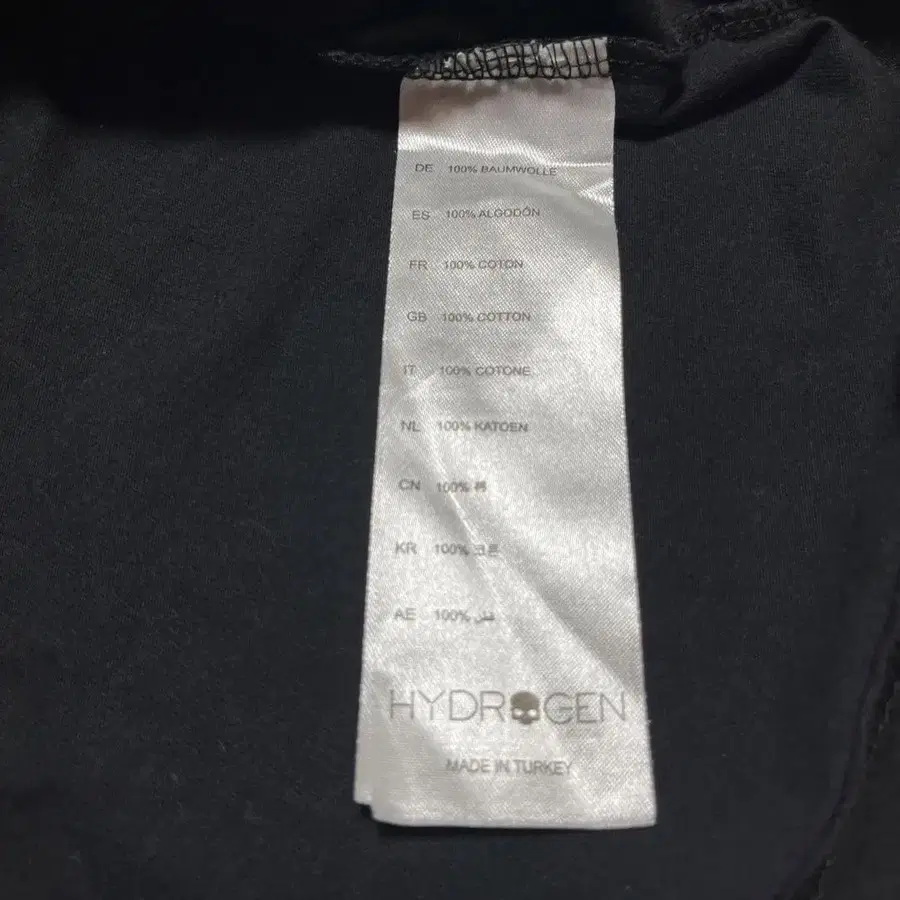 DE 100% BAUMWOLLE
ES 100% ALGODÓN
FR 100% COTON
GB 100% COTTON
IT 100% COTONE
NL 100% KATOEN
CN 100% 棉
KR 100% 코튼
AE 100%
HYDROGEN
MADE IN TURKEY